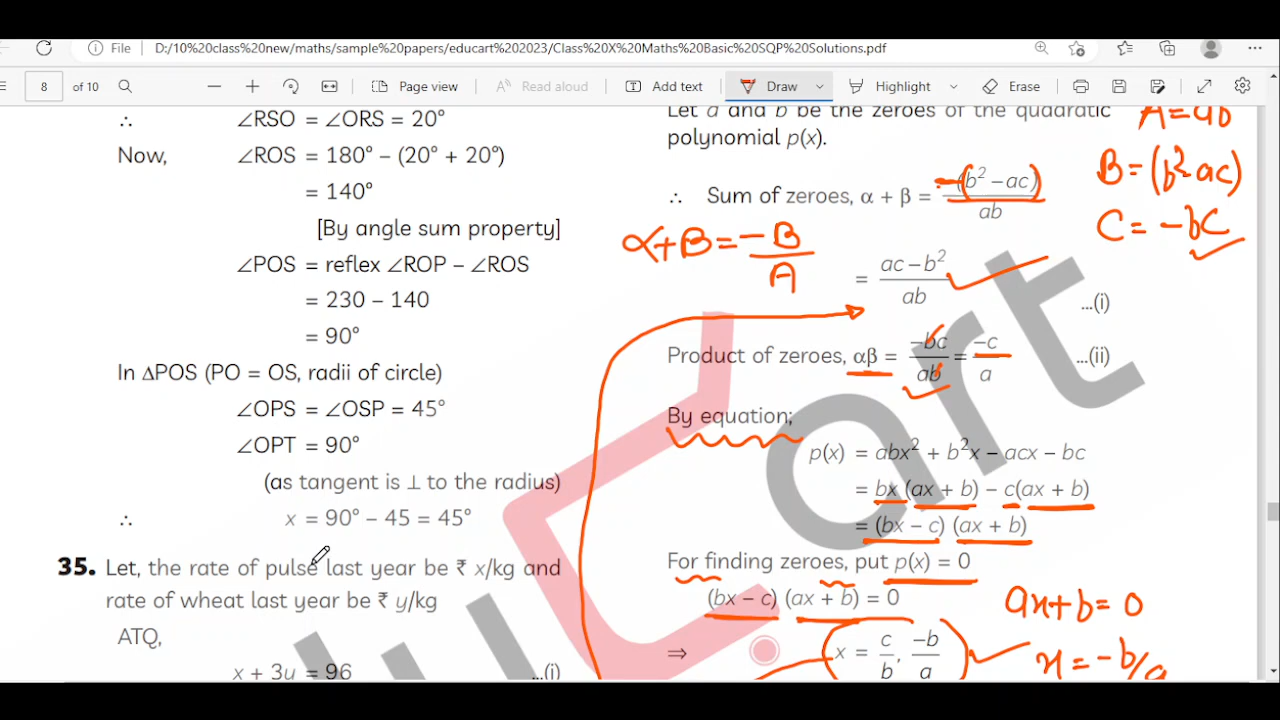 File D:/10%20class%20new/maths/sample%20papers/educart%202023/Class%20X%20Maths%20Basic%20SQP%20Solutions.pdf
8 of 10 Page view Read aloud Add text Draw Highlight Erase
∴ ∠RSO = ∠ORS = 20°
Now, ∠ROS = 180° – (20° + 20°)
= 140°
[By angle sum property]
∠POS = reflex ∠ROP – ∠ROS
= 230 – 140
= 90°
In ΔPOS (PO = OS, radii of circle)
∠OPS = ∠OSP = 45°
∠OPT = 90°
(as tangent is ⊥ to the radius)
∴ x = 90° – 45 = 45°
35. Let, the rate of pulse last year be ₹ x/kg and
rate of wheat last year be ₹ y/kg
ATQ,
x + 3y = 96 ...(i)
Let a and b be the zeroes of the quadratic
polynomial p(x).
∴ Sum of zeroes, α + β = –(b² – ac)/ab
= ac – b²/ab ...(i)
Product of zeroes, αβ = –bc/ab = –c/a ...(ii)
By equation;
p(x) = abx² + b²x – acx – bc
= bx (ax + b) – c(ax + b)
= (bx – c) (ax + b)
For finding zeroes, put p(x) = 0
(bx – c) (ax + b) = 0
⇒ x = c/b, –b/a
A = ab
B = (b² - ac)
C = -bC
α+B = -B/A
ax+b = 0
x = -b/a